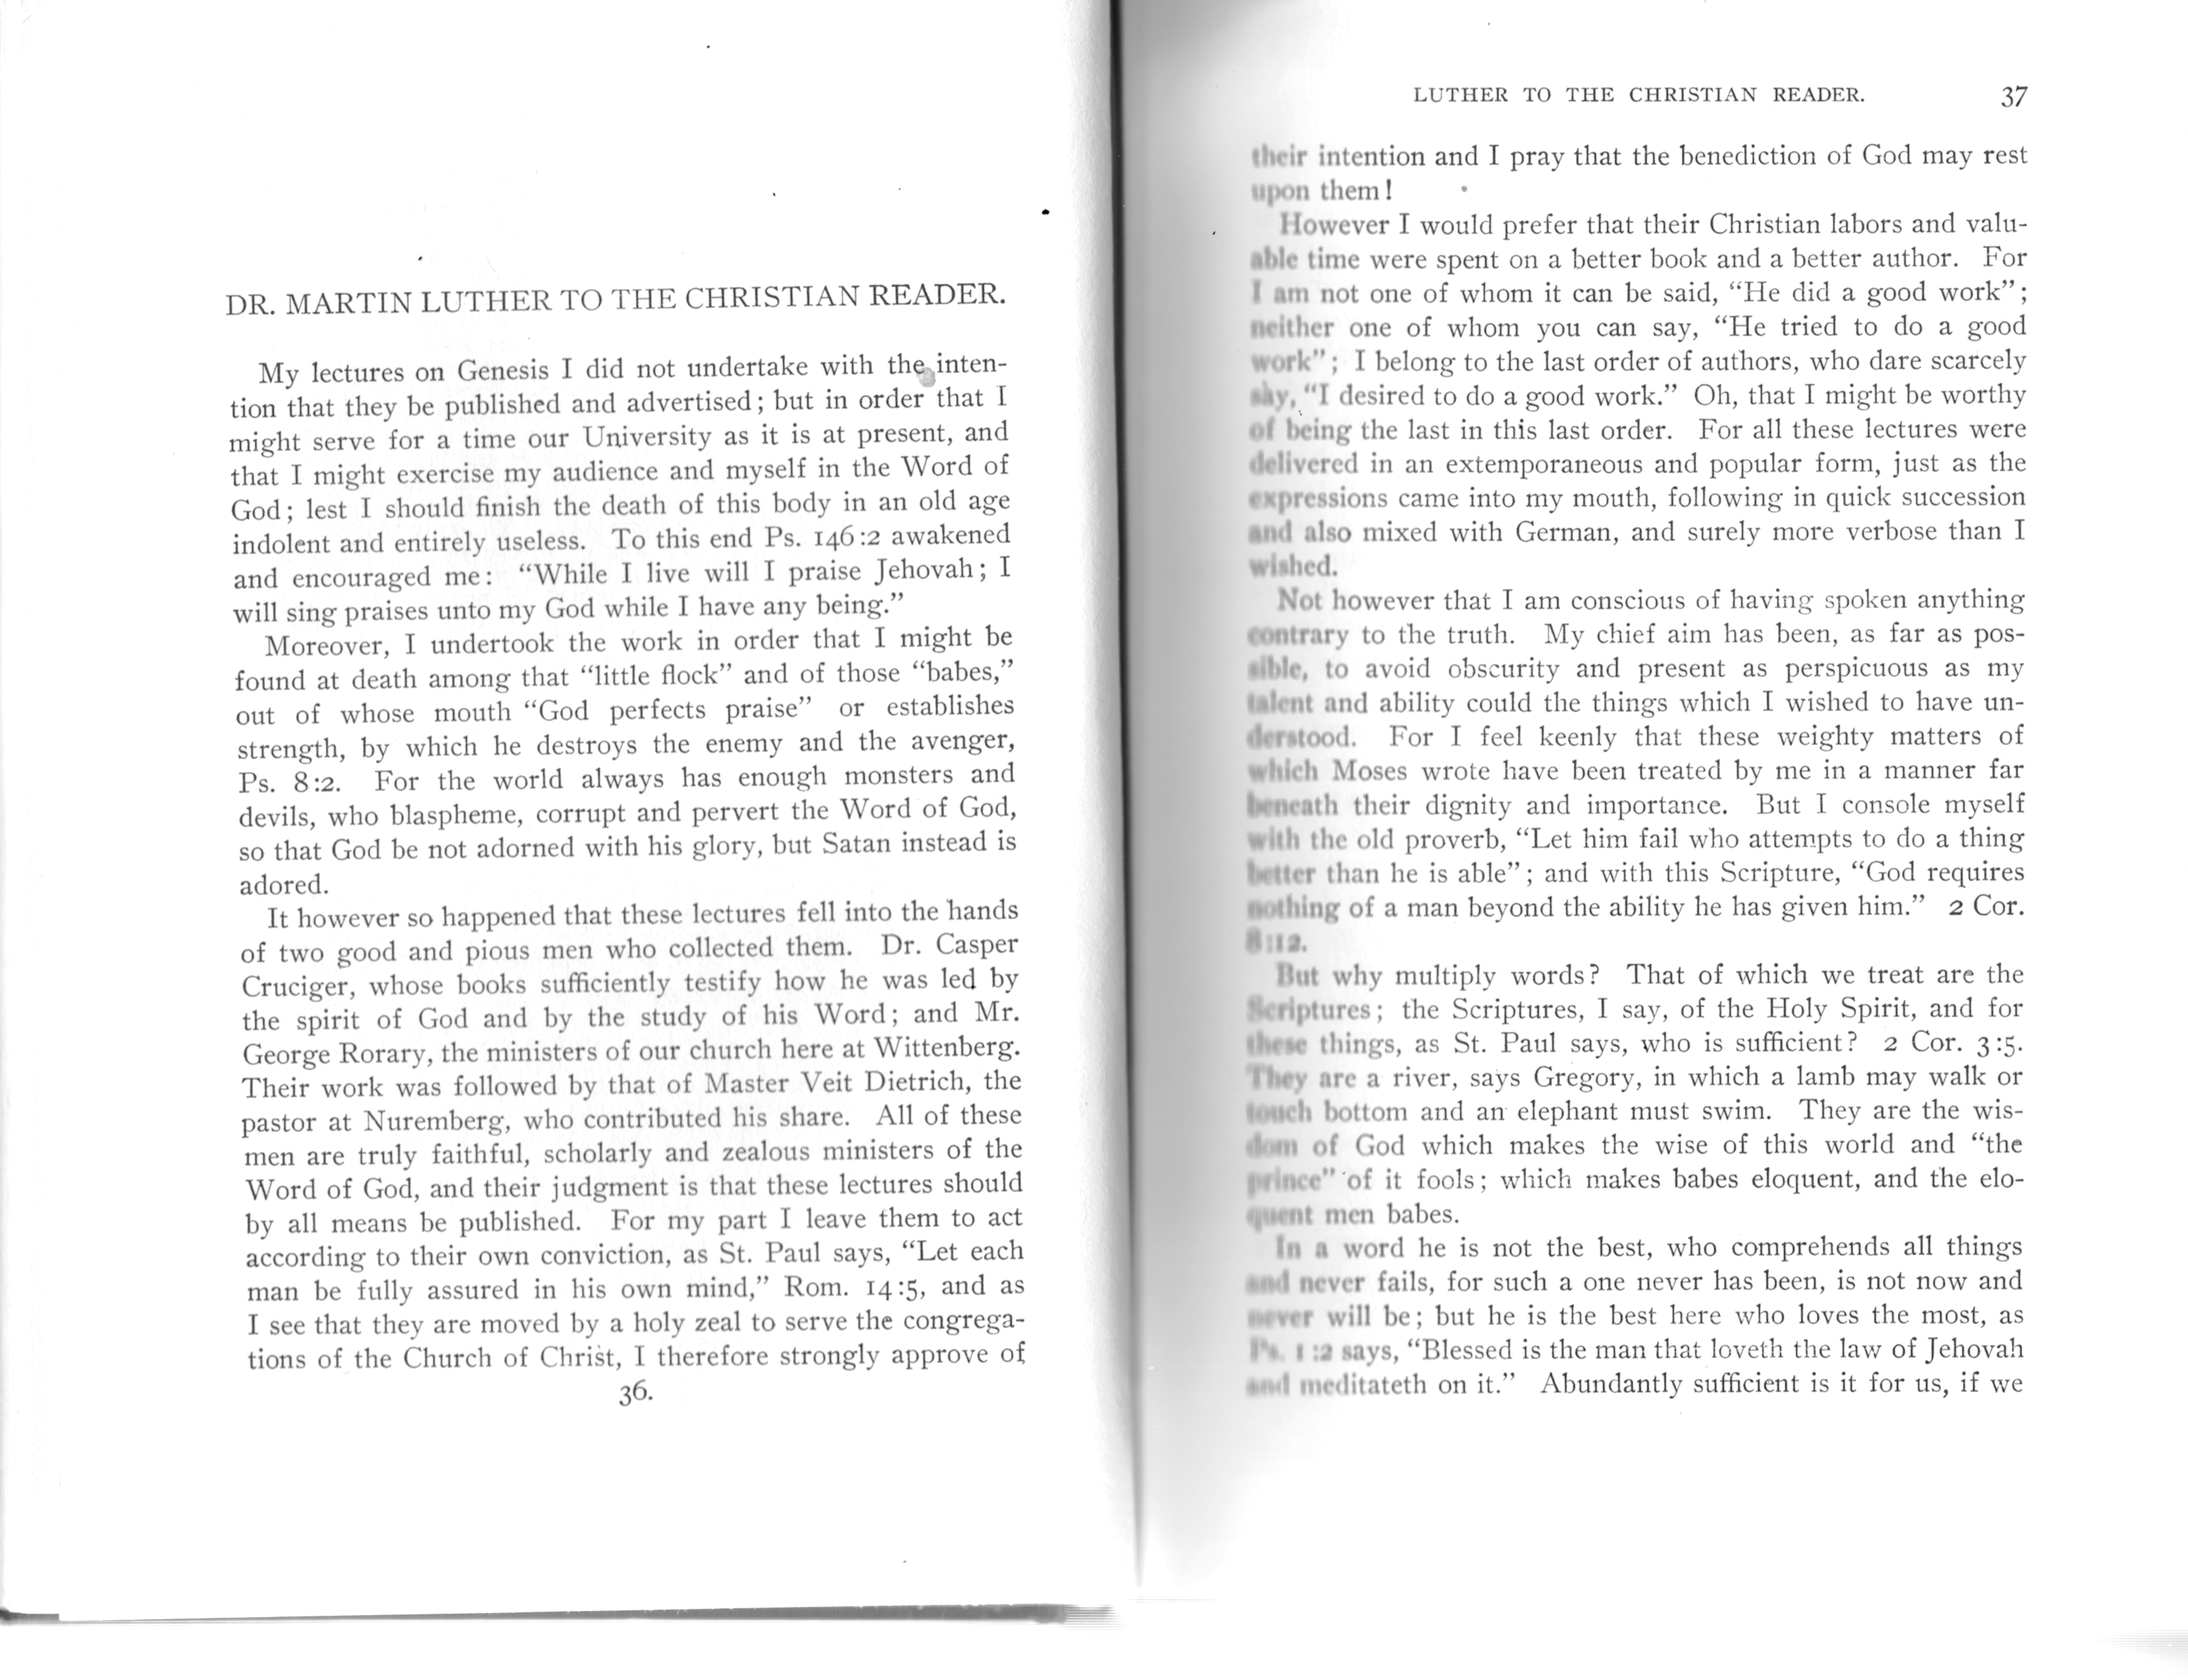 DR. MARTIN LUTHER TO THE CHRISTIAN READER.
My lectures on Genesis I did not undertake with the inten-
tion that they be published and advertised; but in order that I
might serve for a time our University as it is at present, and
that I might exercise my audience and myself in the Word of
God; lest I should finish the death of this body in an old age
indolent and entirely useless. To this end Ps. 146:2 awakened
and encouraged me: “While I live will I praise Jehovah; I
will sing praises unto my God while I have any being.”
Moreover, I undertook the work in order that I might be
found at death among that “little flock” and of those “babes,”
out of whose mouth “God perfects praise” or establishes
strength, by which he destroys the enemy and the avenger,
Ps. 8:2. For the world always has enough monsters and
devils, who blaspheme, corrupt and pervert the Word of God,
so that God be not adorned with his glory, but Satan instead is
adored.
It however so happened that these lectures fell into the hands
of two good and pious men who collected them. Dr. Casper
Cruciger, whose books sufficiently testify how he was led by
the spirit of God and by the study of his Word; and Mr.
George Rorary, the ministers of our church here at Wittenberg.
Their work was followed by that of Master Veit Dietrich, the
pastor at Nuremberg, who contributed his share. All of these
men are truly faithful, scholarly and zealous ministers of the
Word of God, and their judgment is that these lectures should
by all means be published. For my part I leave them to act
according to their own conviction, as St. Paul says, “Let each
man be fully assured in his own mind,” Rom. 14:5, and as
I see that they are moved by a holy zeal to serve the congrega-
tions of the Church of Christ, I therefore strongly approve of
36.
LUTHER TO THE CHRISTIAN READER. 37
their intention and I pray that the benediction of God may rest
upon them!
However I would prefer that their Christian labors and valu-
able time were spent on a better book and a better author. For
I am not one of whom it can be said, “He did a good work”;
neither one of whom you can say, “He tried to do a good
work”; I belong to the last order of authors, who dare scarcely
say, “I desired to do a good work.” Oh, that I might be worthy
of being the last in this last order. For all these lectures were
delivered in an extemporaneous and popular form, just as the
expressions came into my mouth, following in quick succession
and also mixed with German, and surely more verbose than I
wished.
Not however that I am conscious of having spoken anything
contrary to the truth. My chief aim has been, as far as pos-
sible, to avoid obscurity and present as perspicuous as my
talent and ability could the things which I wished to have un-
derstood. For I feel keenly that these weighty matters of
which Moses wrote have been treated by me in a manner far
beneath their dignity and importance. But I console myself
with the old proverb, “Let him fail who attempts to do a thing
better than he is able”; and with this Scripture, “God requires
nothing of a man beyond the ability he has given him.” 2 Cor.
8:12.
But why multiply words? That of which we treat are the
Scriptures; the Scriptures, I say, of the Holy Spirit, and for
these things, as St. Paul says, who is sufficient? 2 Cor. 3:5.
They are a river, says Gregory, in which a lamb may walk or
touch bottom and an elephant must swim. They are the wis-
dom of God which makes the wise of this world and “the
prince” of it fools; which makes babes eloquent, and the elo-
quent men babes.
In a word he is not the best, who comprehends all things
and never fails, for such a one never has been, is not now and
never will be; but he is the best here who loves the most, as
Ps. 1:2 says, “Blessed is the man that loveth the law of Jehovah
and meditateth on it.” Abundantly sufficient is it for us, if we